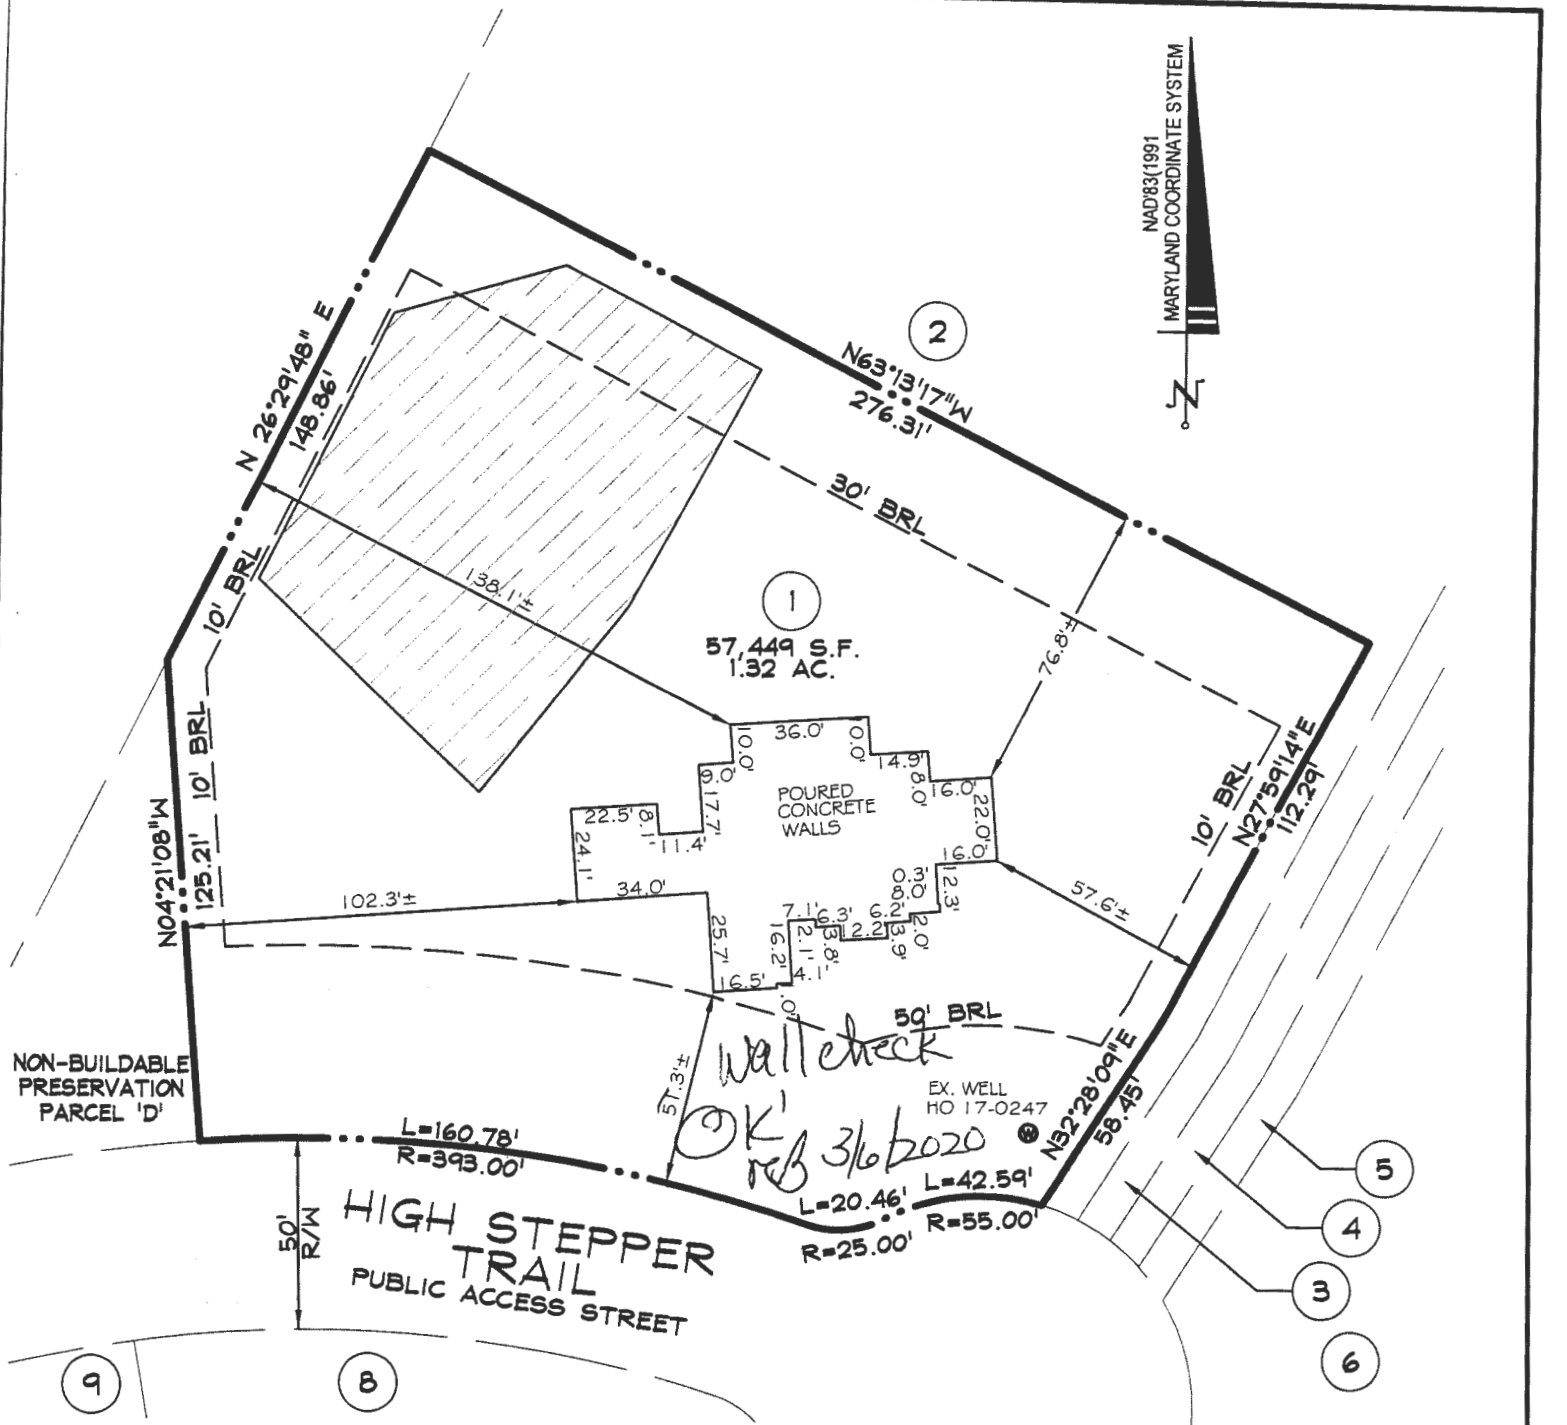 NAD'83(1991
MARYLAND COORDINATE SYSTEM
N
2
N63°13'17"W
276.31'
N 26°29'48" E
148.86'
30' BRL
10' BRL
138.1'±
1
57,449 S.F.
1.32 AC.
76.8'±
36.0'
10.0'
14.9'
9.0'
8.0'
16.0'
17.7'
POURED
CONCRETE
WALLS
22.0'
22.5'
8.1'
11.4'
24.1'
16.0'
34.0'
0.3'
8.0'
12.3'
7.1'
6.3'
6.2'
2.2'
3.8'
3.9'
2.0'
2.1'
16.2'
25.7'
16.5'
4.1'
102.3'±
57.6'±
N27°59'14"E
112.29'
10' BRL
10' BRL
N04°21'08"W
125.21'
50' BRL
wall check
OK'
3/6/2020
51.3'±
EX. WELL
HO 17-0247
N32°28'09"E
58.45'
NON-BUILDABLE
PRESERVATION
PARCEL 'D'
L=160.78'
R=393.00'
L=20.46'
R=25.00'
L=42.59'
R=55.00'
50'
R/W
HIGH STEPPER
TRAIL
PUBLIC ACCESS STREET
5
4
3
6
9
8